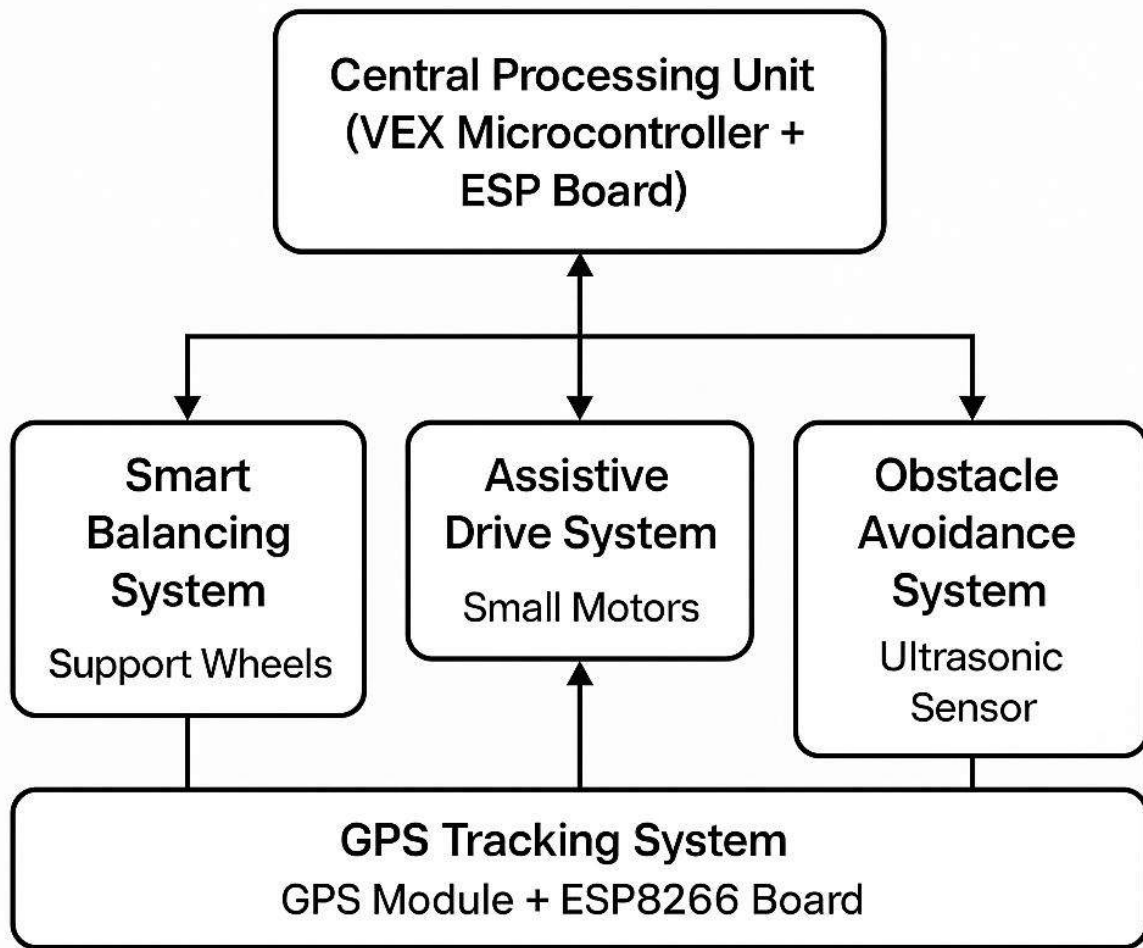 Central Processing Unit
(VEX Microcontroller +
ESP Board)
Smart
Balancing
System
Support Wheels
Assistive
Drive System
Small Motors
Obstacle
Avoidance
System
Ultrasonic
Sensor
GPS Tracking System
GPS Module + ESP8266 Board